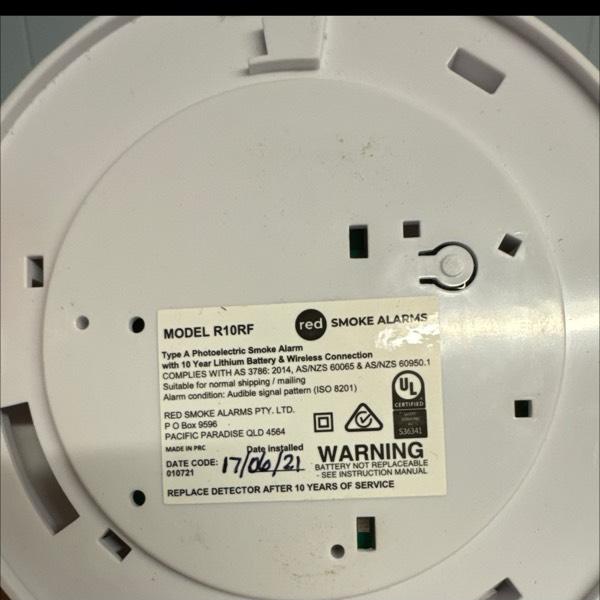 MODEL R10RF
red SMOKE ALARMS
Type A Photoelectric Smoke Alarm
with 10 Year Lithium Battery & Wireless Connection
COMPLIES WITH AS 3786: 2014, AS/NZS 60065 & AS/NZS 60950.1
Suitable for normal shipping / mailing
Alarm condition: Audible signal pattern (ISO 8201)
RED SMOKE ALARMS PTY. LTD.
P O Box 9596
PACIFIC PARADISE QLD 4564
MADE IN PRC
Date installed
DATE CODE: 17/06/21
010721
UL
CERTIFIED
S36341
WARNING
BATTERY NOT REPLACEABLE
- SEE INSTRUCTION MANUAL
REPLACE DETECTOR AFTER 10 YEARS OF SERVICE